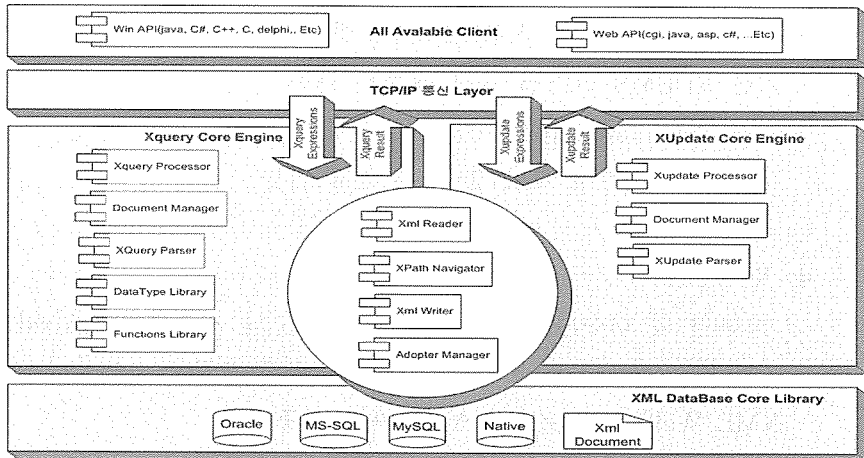 Win API(java, C#, C++, C, delphi,, Etc)
All Avalable Client
Web API(cgi, java, asp, c#, ...Etc)
TCP/IP 통신 Layer
Xquery Expressions
Xquery Result
Xupdate Expressions
Xupdate Result
Xquery Core Engine
Xquery Processor
Document Manager
XQuery Parser
DataType Library
Functions Library
Xml Reader
XPath Navigator
Xml Writer
Adopter Manager
XUpdate Core Engine
Xupdate Processor
Document Manager
XUpdate Parser
XML DataBase Core Library
Oracle
MS-SQL
MySQL
Native
Xml
Document